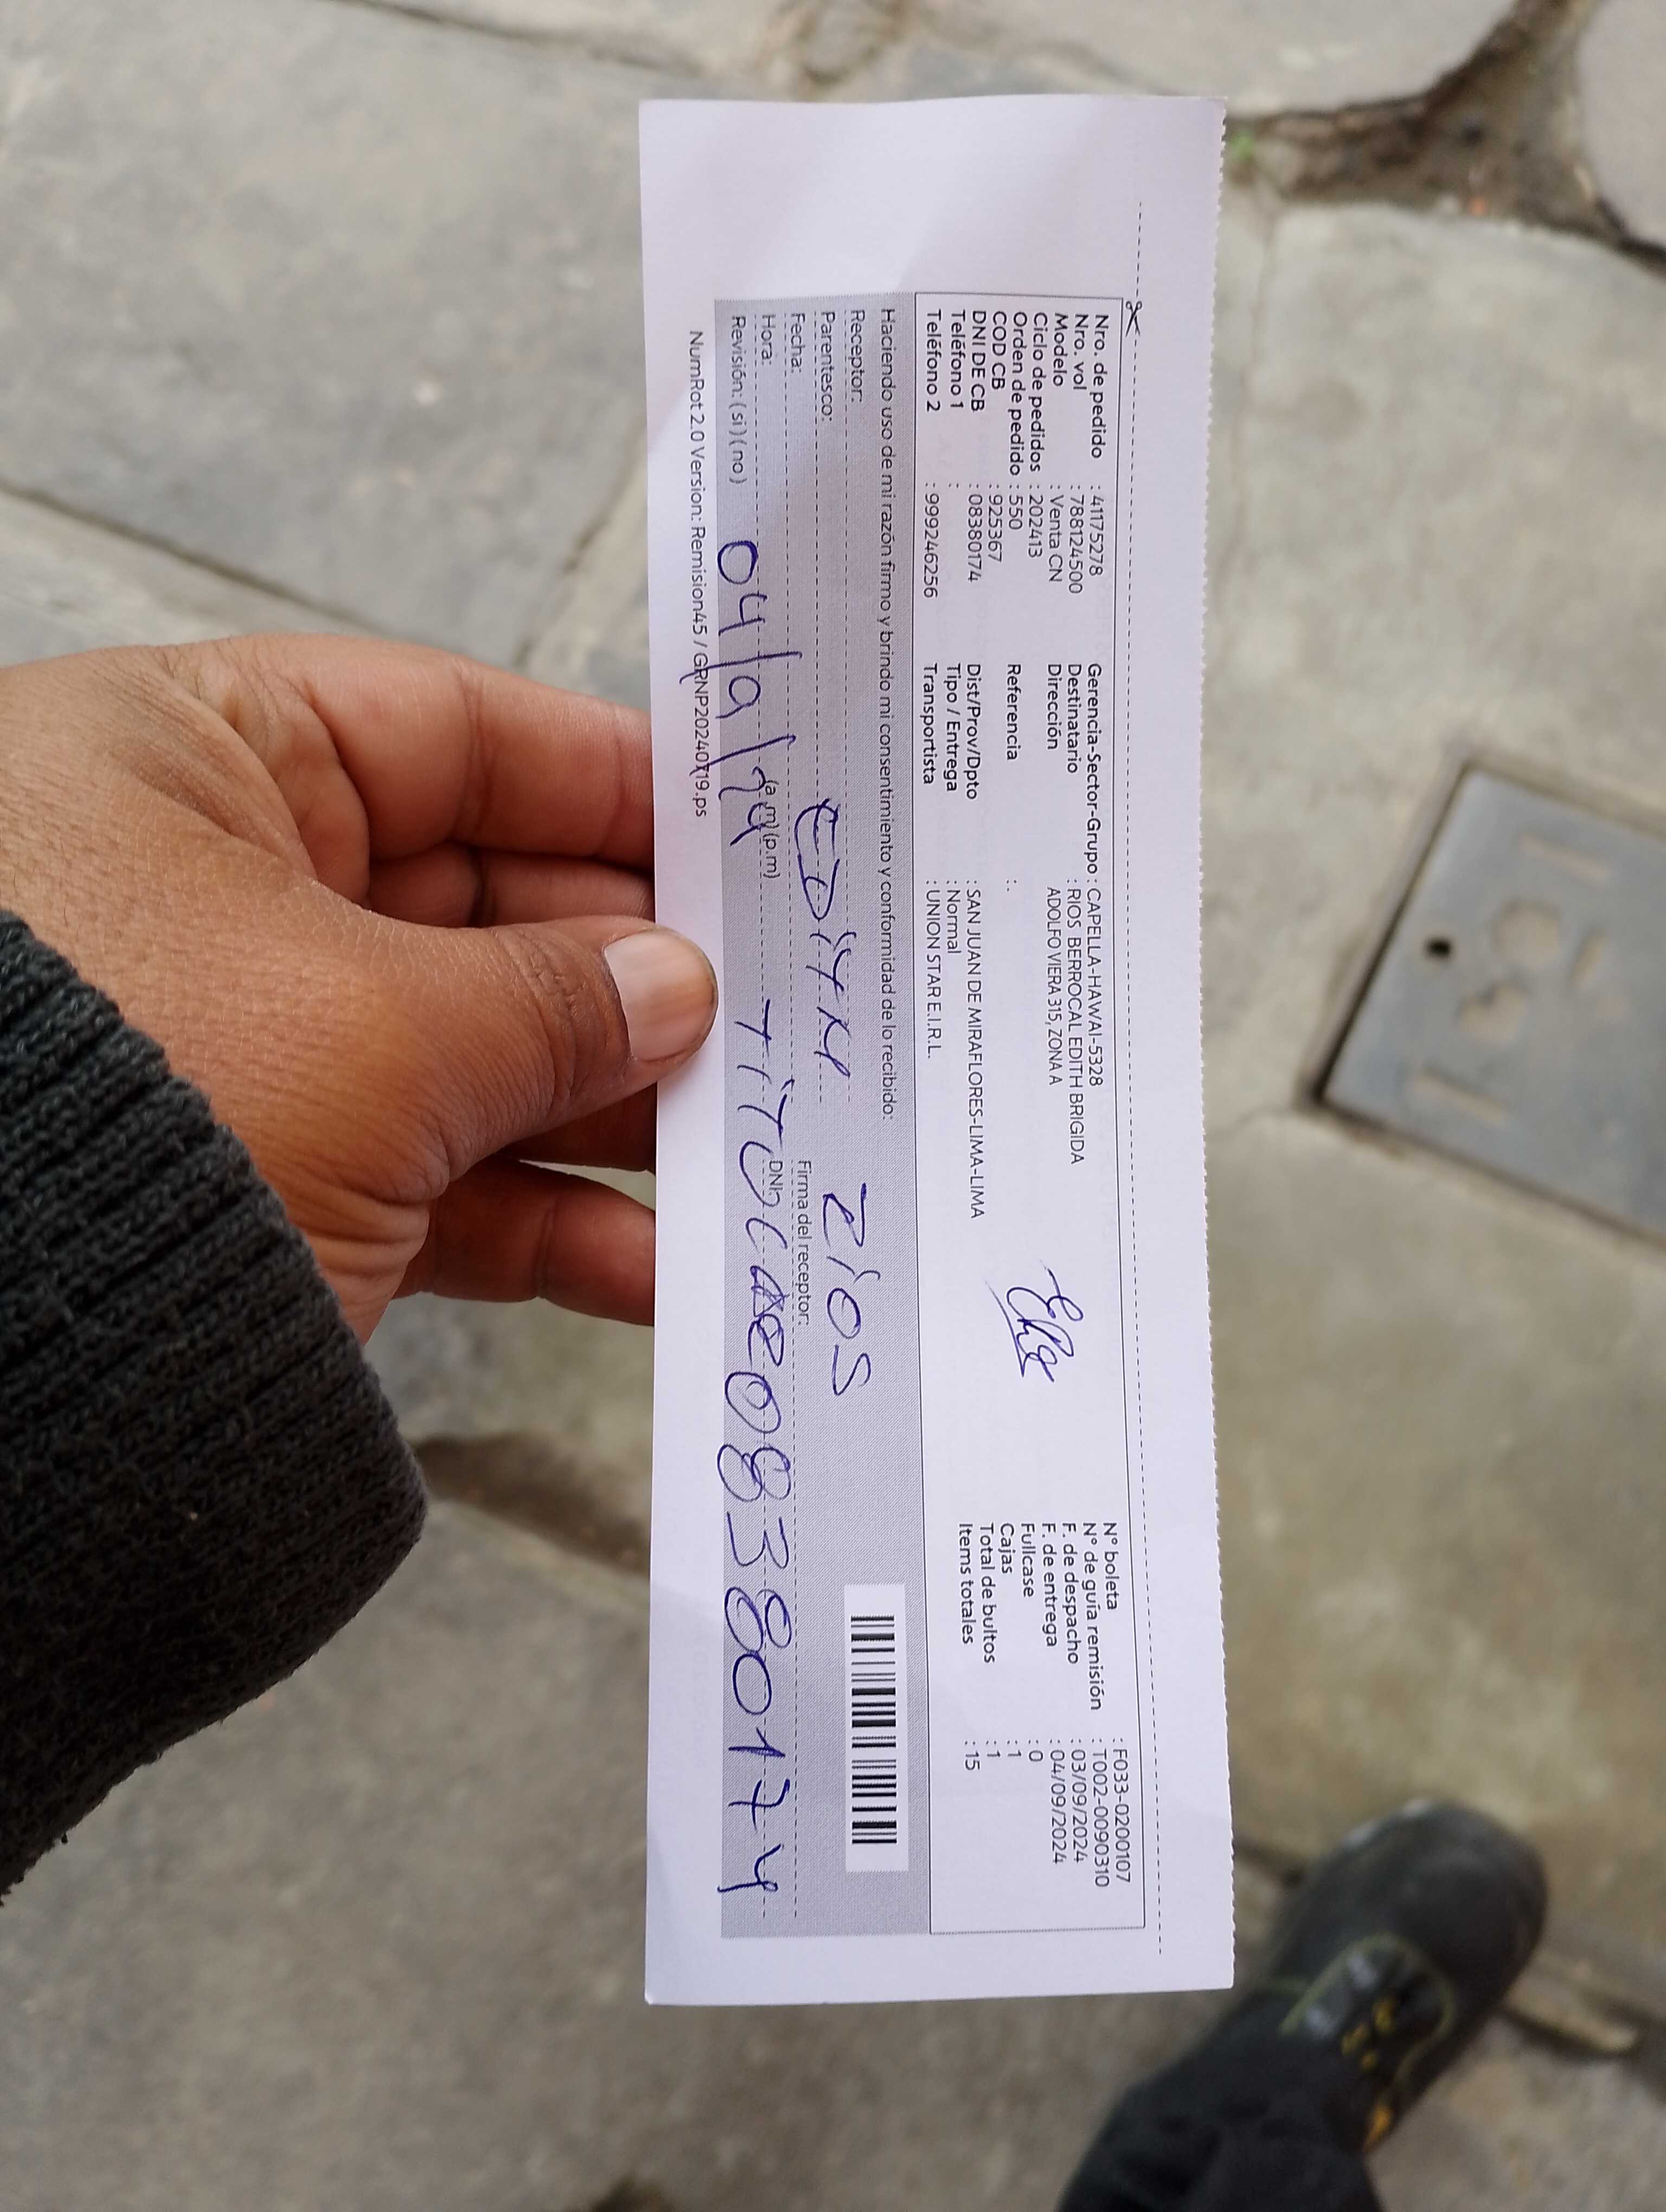 Nro. de pedido : 41175278
Nro. vol : 788124500
Modelo : Venta CN
Ciclo de pedidos : 202413
Orden de pedido : 550
COD CB : 925367
DNI DE CB : 08380174
Teléfono 1 :
Teléfono 2 : 999246256
Gerencia-Sector-Grupo : CAPELLA-HAWAI-5328
Destinatario : RIOS BERROCAL EDITH BRIGIDA
Dirección ADOLFO VIERA 315, ZONA A
Referencia : .
Dist/Prov/Dpto : SAN JUAN DE MIRAFLORES-LIMA-LIMA
Tipo / Entrega : Normal
Transportista : UNION STAR E.I.R.L.
N° boleta : F033-0200107
N° de guía remisión : T002-0090310
F. de despacho : 03/09/2024
F. de entrega : 04/09/2024
Fullcase : 0
Cajas : 1
Total de bultos : 1
Items totales : 15
Haciendo uso de mi razón firmo y brindo mi consentimiento y conformidad de lo recibido:
Receptor:
EDITH RIOS
Parentesco:
Fecha:
Firma del receptor:
Hora: (a.m) (p.m) DNI:
Revisión: ( si ) ( no ) 04/9/ 08380174
NumRot 2.0 Version: Remision45 / GRNP20240719.ps